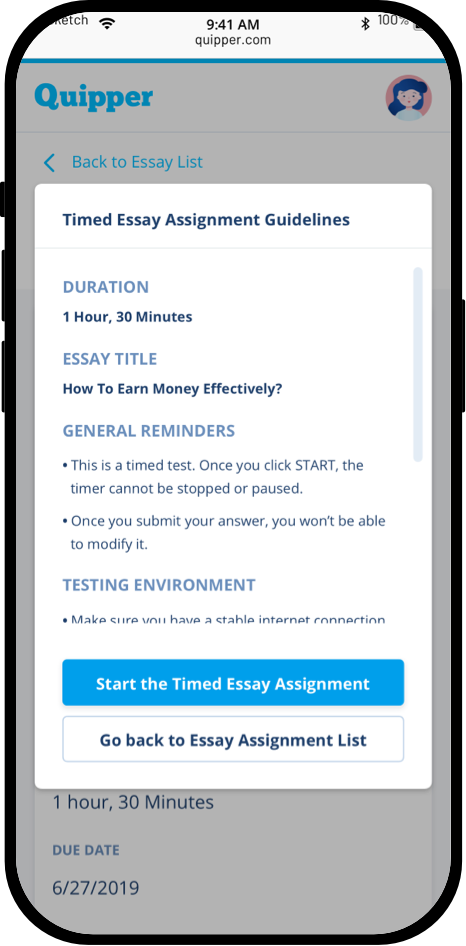 9:41 AM
100%
quipper.com
Quipper
Back to Essay List
Timed Essay Assignment Guidelines
DURATION
1 Hour, 30 Minutes
ESSAY TITLE
How To Earn Money Effectively?
GENERAL REMINDERS
• This is a timed test. Once you click START, the
timer cannot be stopped or paused.
• Once you submit your answer, you won’t be able
to modify it.
TESTING ENVIRONMENT
• Make sure you have a stable internet connection
Start the Timed Essay Assignment
Go back to Essay Assignment List
1 hour, 30 Minutes
DUE DATE
6/27/2019